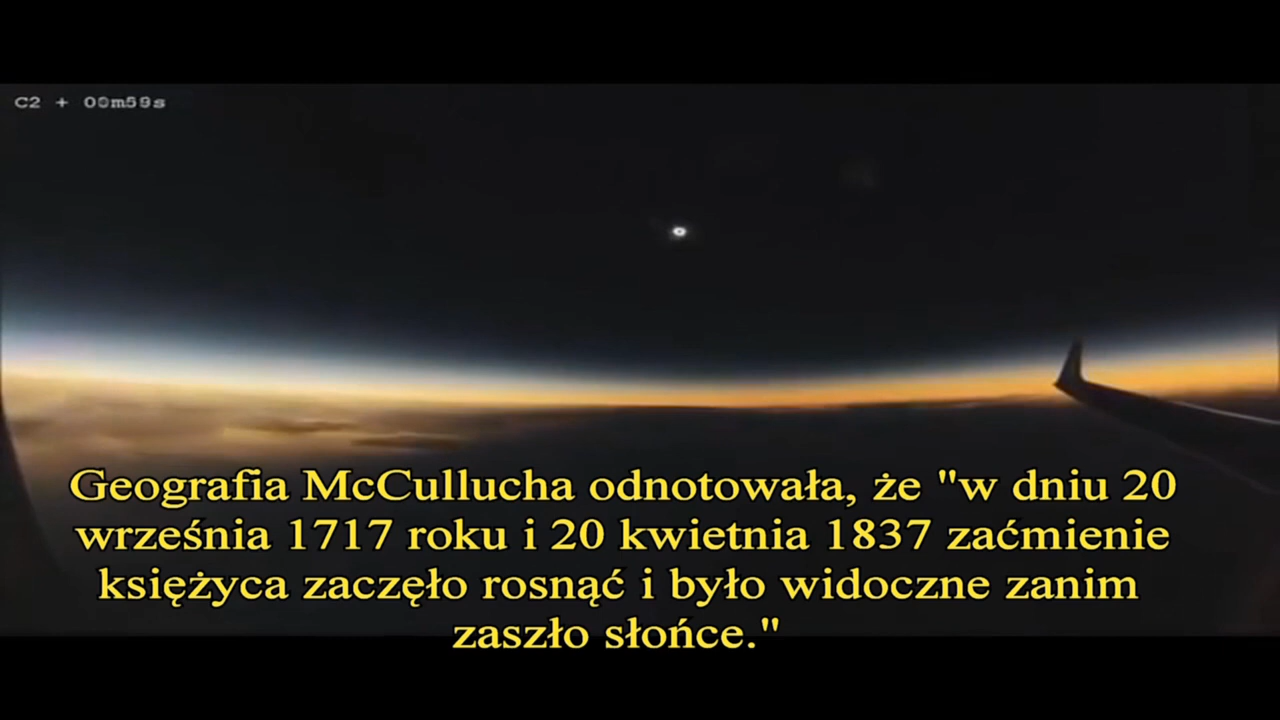 C2 + 00m59s
Geografia McCullucha odnotowała, że "w dniu 20
września 1717 roku i 20 kwietnia 1837 zaćmienie
księżyca zaczęło rosnąć i było widoczne zanim
zaszło słońce."